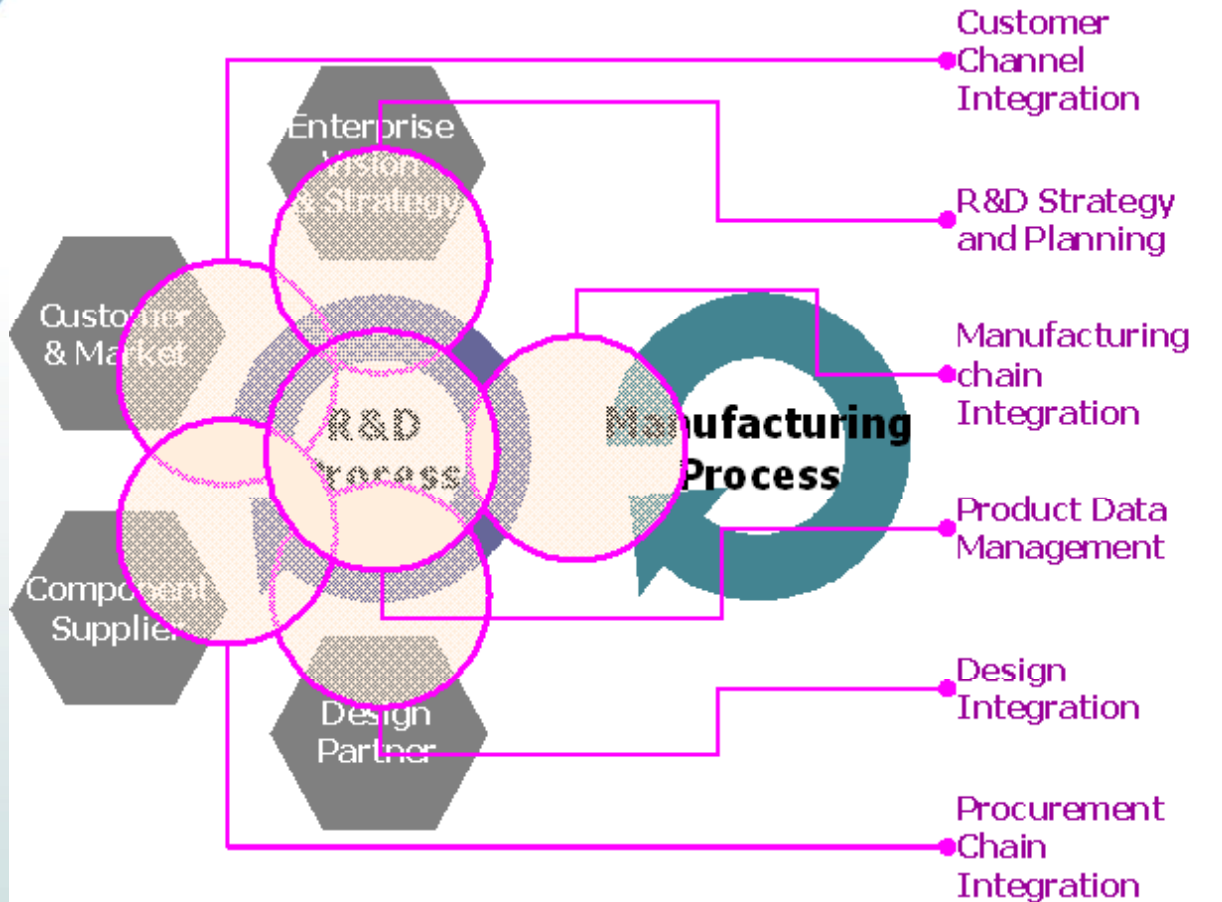 Customer
Channel
Integration
Enterprise
Vision
& Strategy
R&D Strategy
and Planning
Customer
& Market
Manufacturing
chain
Integration
R&D
Process
Manufacturing
Process
Product Data
Management
Component
Supplier
Design
Integration
Design
Partner
Procurement
Chain
Integration